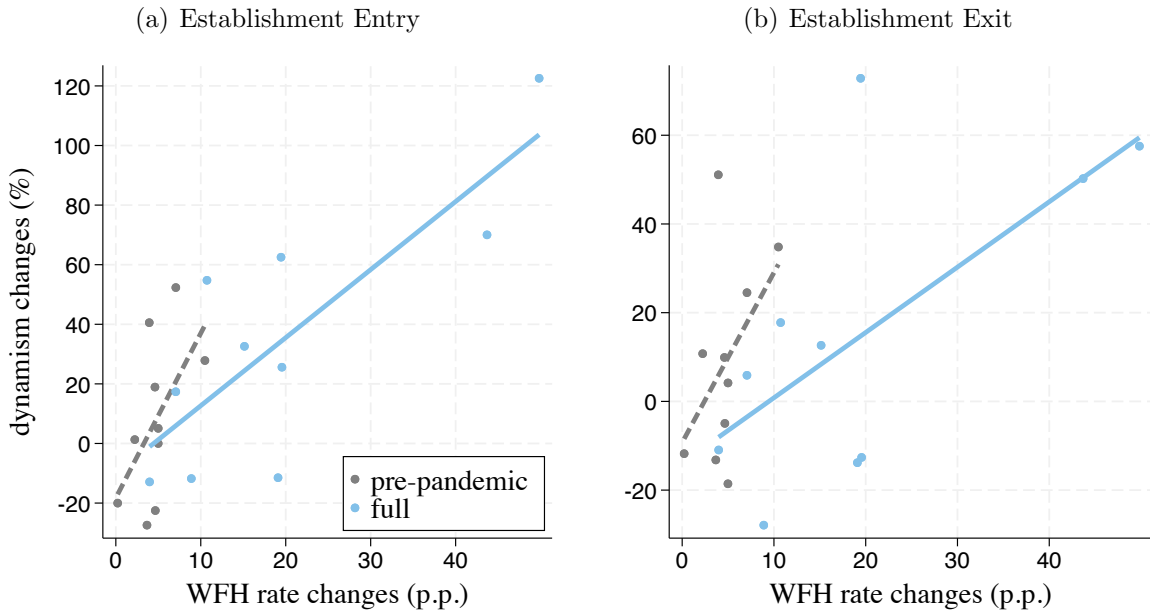 (a) Establishment Entry
120
100
80
60
40
20
0
-20
dynamism changes (%)
0 10 20 30 40
WFH rate changes (p.p.)
pre-pandemic
full
(b) Establishment Exit
60
40
20
0
-20
0 10 20 30 40
WFH rate changes (p.p.)